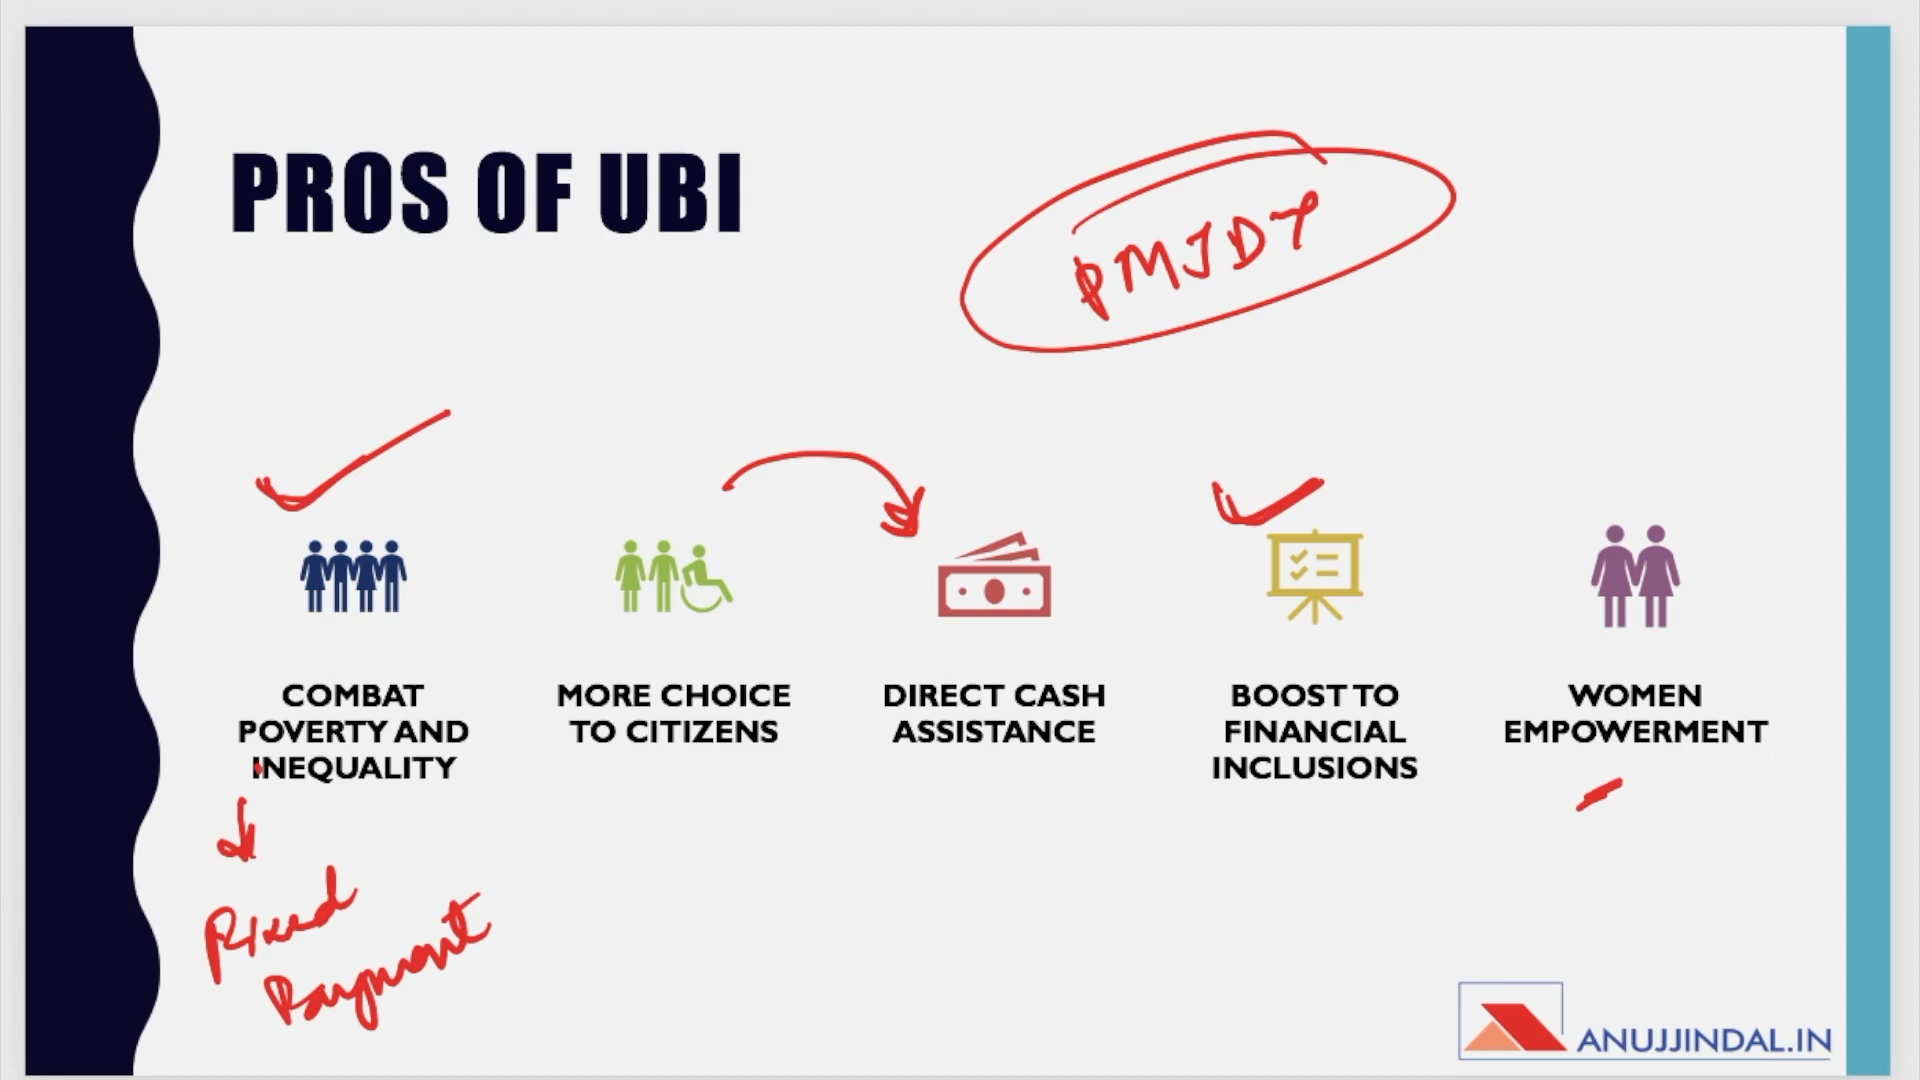 PROS OF UBI
PMJDY
COMBAT
POVERTY AND
INEQUALITY
MORE CHOICE
TO CITIZENS
DIRECT CASH
ASSISTANCE
BOOST TO
FINANCIAL
INCLUSIONS
WOMEN
EMPOWERMENT
Fixed
Payment
ANUJJINDAL.IN